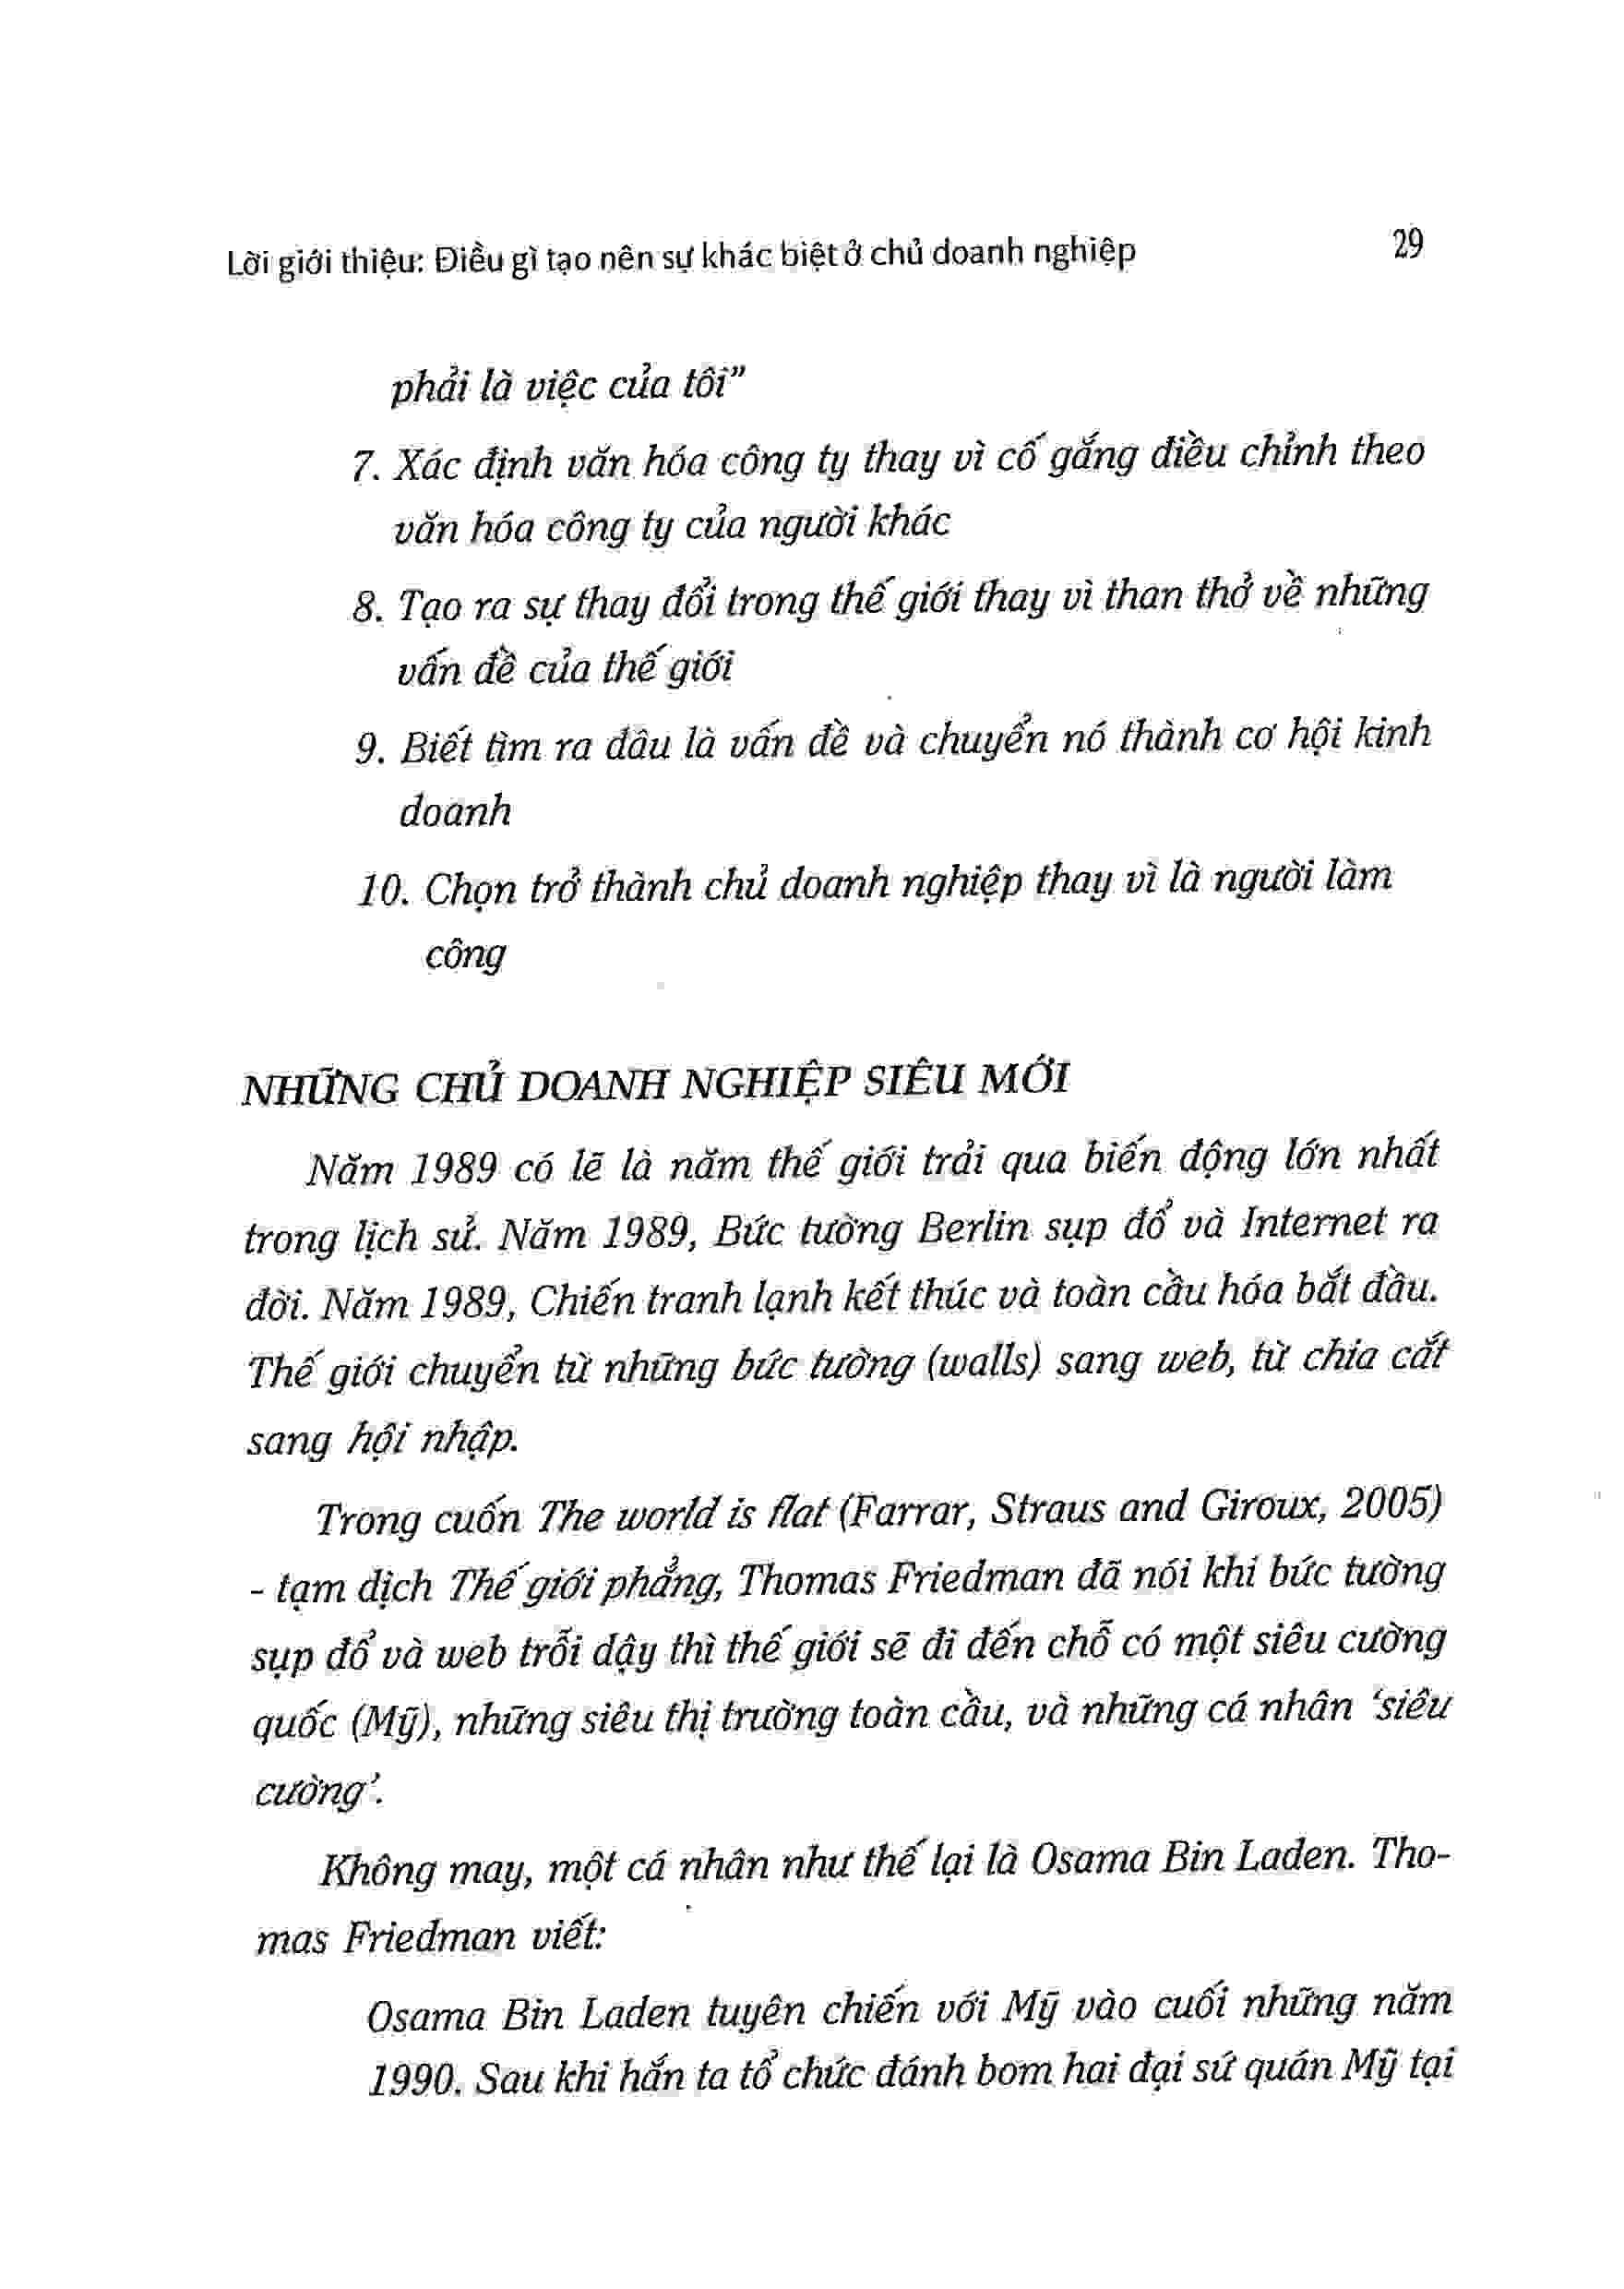 Lời giới thiệu: Điều gì tạo nên sự khác biệt ở chủ doanh nghiệp 29
phải là việc của tôi”
7. Xác định văn hóa công ty thay vì cố gắng điều chỉnh theo
văn hóa công ty của người khác
8. Tạo ra sự thay đổi trong thế giới thay vì than thở về những
vấn đề của thế giới
9. Biết tìm ra đâu là vấn đề và chuyển nó thành cơ hội kinh
doanh
10. Chọn trở thành chủ doanh nghiệp thay vì là người làm
công
NHỮNG CHỦ DOANH NGHIỆP SIÊU MỚI
Năm 1989 có lẽ là năm thế giới trải qua biến động lớn nhất
trong lịch sử. Năm 1989, Bức tường Berlin sụp đổ và Internet ra
đời. Năm 1989, Chiến tranh lạnh kết thúc và toàn cầu hóa bắt đầu.
Thế giới chuyển từ những bức tường (walls) sang web, từ chia cắt
sang hội nhập.
Trong cuốn The world is flat (Farrar, Straus and Giroux, 2005)
- tạm dịch Thế giới phẳng, Thomas Friedman đã nói khi bức tường
sụp đổ và web trỗi dậy thì thế giới sẽ đi đến chỗ có một siêu cường
quốc (Mỹ), những siêu thị trường toàn cầu, và những cá nhân ‘siêu
cường’.
Không may, một cá nhân như thế lại là Osama Bin Laden. Tho-
mas Friedman viết:
Osama Bin Laden tuyên chiến với Mỹ vào cuối những năm
1990. Sau khi hắn ta tổ chức đánh bom hai đại sứ quán Mỹ tại